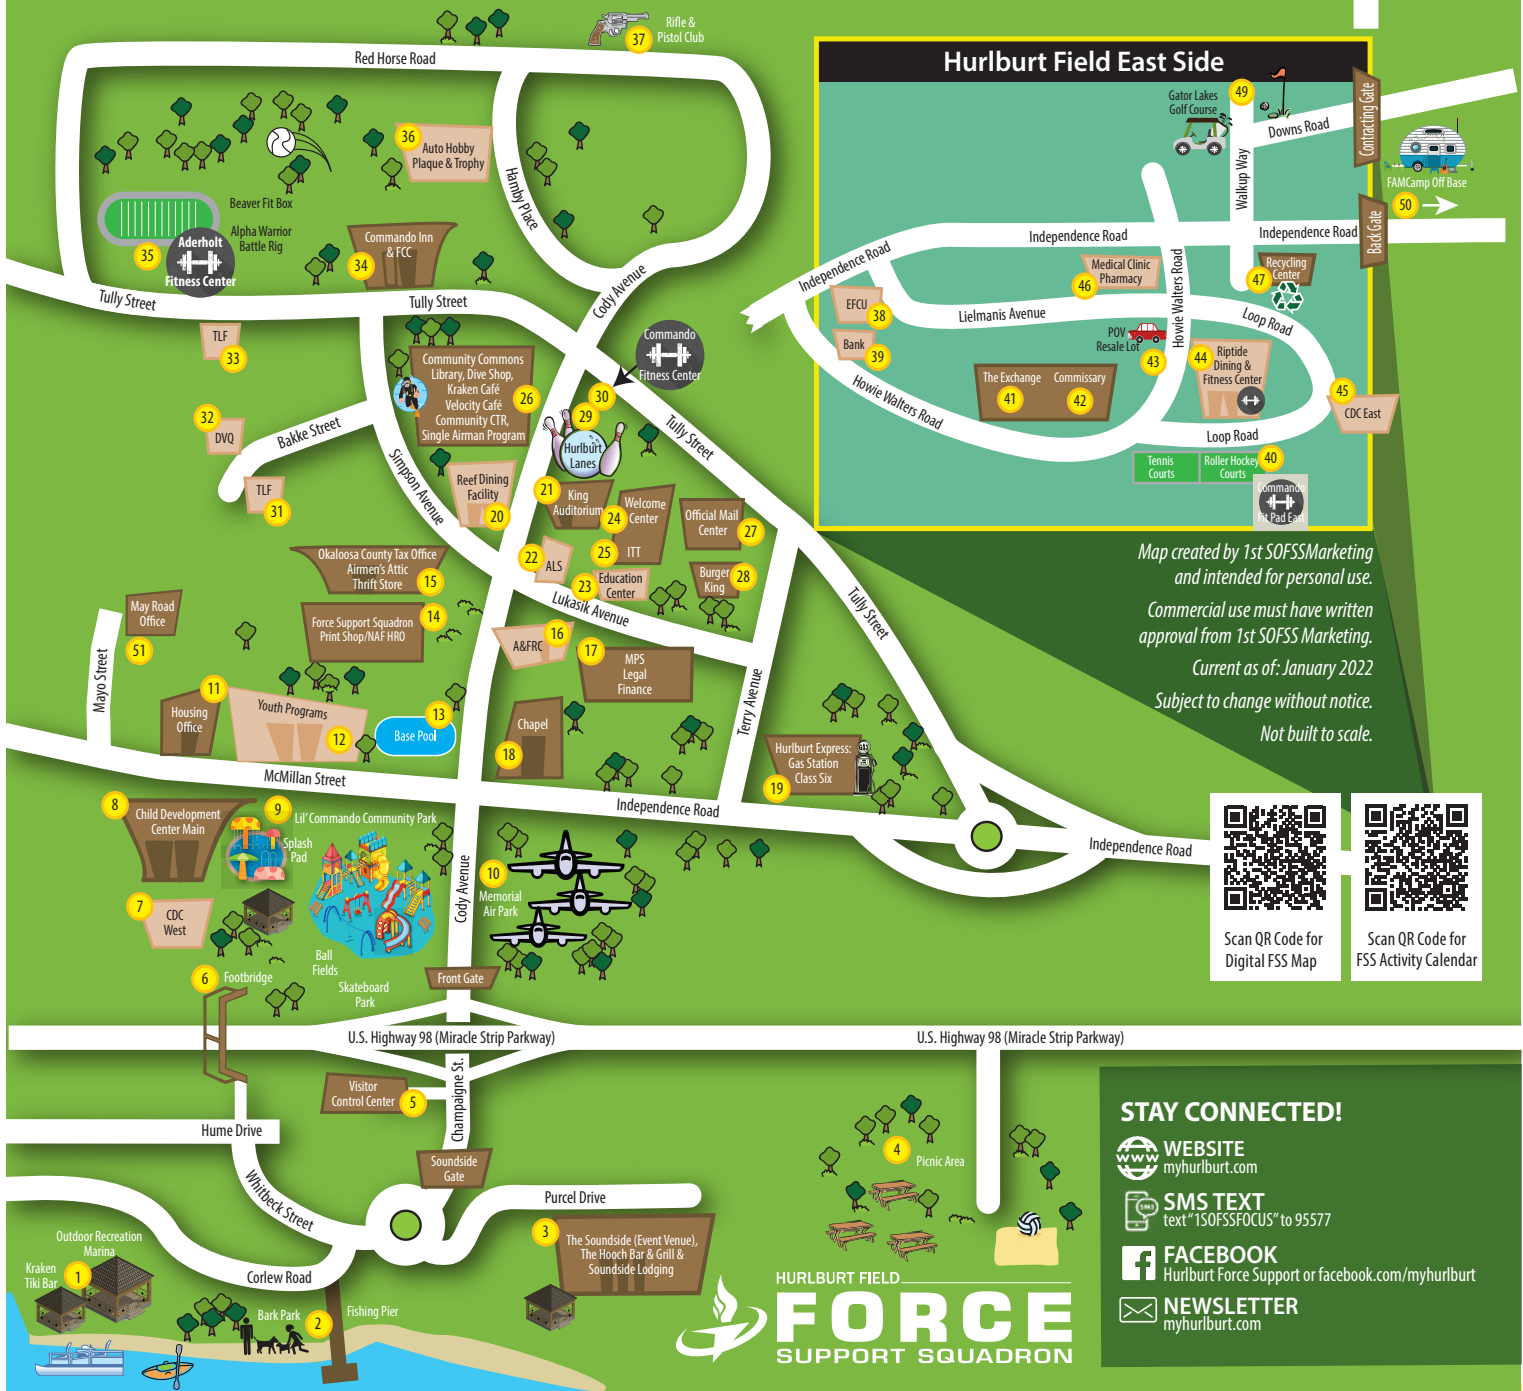 Rifle &
Pistol Club
37
Red Horse Road
Hurlburt Field East Side
Gator Lakes
Golf Course
49
Downs Road
Contracting Gate
Walkup Way
FAMCamp Off Base
50
Back Gate
Independence Road
Independence Road
Independence Road
Howie Walters Road
Medical Clinic
Pharmacy
46
Recycling
Center
47
EFCU
38
Lielmanis Avenue
Loop Road
Bank
39
POV
Resale Lot
43
44
Riptide
Dining &
Fitness Center
The Exchange
41
Commissary
42
45
CDC East
Howie Walters Road
Loop Road
Tennis
Courts
Roller Hockey
Courts
40
Commando
Fit Pad East
36
Auto Hobby
Plaque & Trophy
Hamby Place
Beaver Fit Box
Alpha Warrior
Battle Rig
35
Aderholt
Fitness Center
Commando Inn
& FCC
34
Tully Street
Tully Street
Cody Avenue
TLF
33
Commando
Fitness Center
Community Commons
Library, Dive Shop,
Kraken Café
Velocity Café
Community CTR,
Single Airman Program
26
30
29
Hurlburt
Lanes
Tully Street
32
DVQ
Bakke Street
Simpson Avenue
TLF
31
Reef Dining
Facility
20
21
King
Auditorium
24
Welcome
Center
25
ITT
Official Mail
Center
27
22
ALS
23
Education
Center
Burger
King
28
Okaloosa County Tax Office
Airmen's Attic
Thrift Store
15
Lukasik Avenue
Tully Street
May Road
Office
51
Force Support Squadron
Print Shop/NAF HRO
14
16
A&FRC
17
MPS
Legal
Finance
Mayo Street
Terry Avenue
11
Housing
Office
Youth Programs
12
13
Base Pool
Chapel
18
Hurlburt Express:
Gas Station
Class Six
19
GAS
McMillan Street
Independence Road
Independence Road
Map created by 1st SOFSSMarketing
and intended for personal use.
Commercial use must have written
approval from 1st SOFSS Marketing.
Current as of: January 2022
Subject to change without notice.
Not built to scale.
Scan QR Code for
Digital FSS Map
Scan QR Code for
FSS Activity Calendar
8
Child Development
Center Main
9
Lil' Commando Community Park
Splash
Pad
7
CDC
West
Cody Avenue
10
Memorial
Air Park
Ball
Fields
Skateboard
Park
6
Footbridge
Front Gate
U.S. Highway 98 (Miracle Strip Parkway)
U.S. Highway 98 (Miracle Strip Parkway)
Visitor
Control Center
5
Champaigne St.
Hume Drive
Soundside
Gate
Whitbeck Street
Purcel Drive
4
Picnic Area
3
The Soundside (Event Venue),
The Hooch Bar & Grill &
Soundside Lodging
Outdoor Recreation
Marina
Kraken
Tiki Bar
1
Corlew Road
Bark Park
2
Fishing Pier
HURLBURT FIELD
FORCE
SUPPORT SQUADRON
STAY CONNECTED!
www
WEBSITE
myhurlburt.com
SMS
SMS TEXT
text "1SOFSSFOCUS" to 95577
FACEBOOK
Hurlburt Force Support or facebook.com/myhurlburt
NEWSLETTER
myhurlburt.com